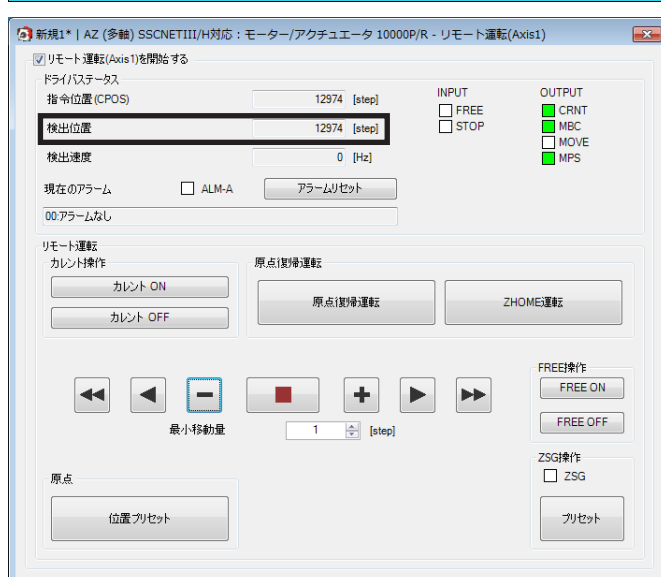 新規1* | AZ (多軸) SSCNETIII/H対応 : モーター/アクチュエータ 10000P/R - リモート運転(Axis1)
リモート運転(Axis1)を開始する
ドライバステータス
指令位置(CPOS) 12974 [step]
検出位置 12974 [step]
検出速度 0 [Hz]
現在のアラーム ALM-A アラームリセット
00:アラームなし
INPUT
FREE
STOP
OUTPUT
CRNT
MBC
MOVE
MPS
リモート運転
カレント操作
カレント ON
カレント OFF
原点復帰運転
原点復帰運転
ZHOME運転
最小移動量 1 [step]
FREE操作
FREE ON
FREE OFF
原点
位置プリセット
ZSG操作
ZSG
プリセット